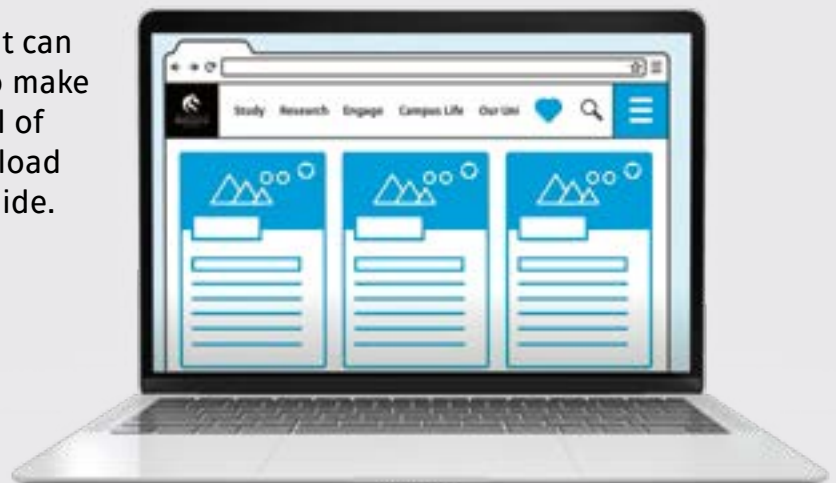 t can
o make
l of
load
ide.
Study Research Engage Campus Life Our Uni